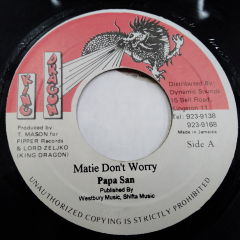 KING DRAGON
Distributed By:
Dynamic Sounds
15 Bell Road,
Kingston 11
Tel: 923-9138
923-9168
Made in Jamaica
Produced by
T. MASON for
PIPPER Records
& LORD ZELJKO
(KING DRAGON)
Side A
Matie Don't Worry
Papa San
Published By
Westbury Music, Shifta Music
UNAUTHORIZED COPYING IS STRICTLY PROHIBITED